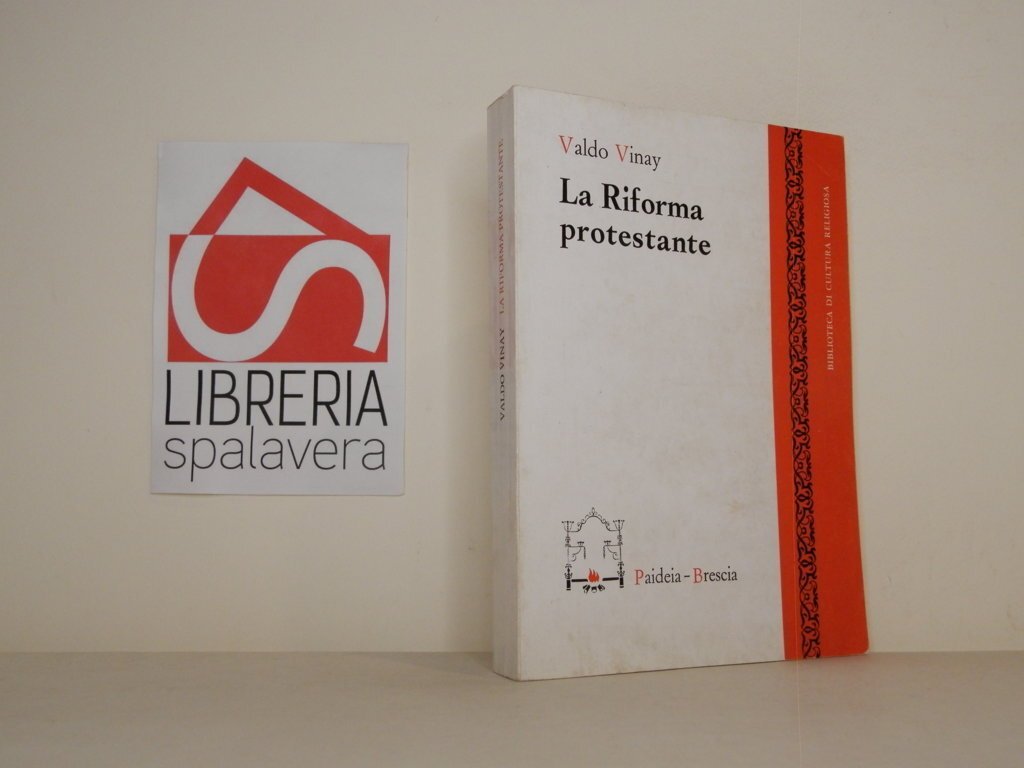 LIBRERIA
spalavera
VALDO VINAY LA RIFORMA PROTESTANTE
Valdo Vinay
La Riforma
protestante
Paideia - Brescia
BIBLIOTECA DI CULTURA RELIGIOSA